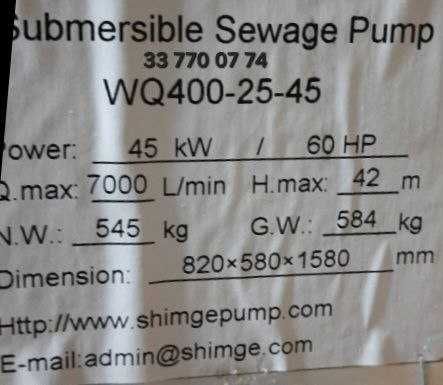 Submersible Sewage Pump
33 770 07 74
WQ400-25-45
ower: 45 kW / 60 HP
Q.max: 7000 L/min H.max: 42 m
N.W.: 545 kg G.W.: 584 kg
Dimension: 820×580×1580 mm
Http://www.shimgepump.com
E-mail:admin@shimge.com